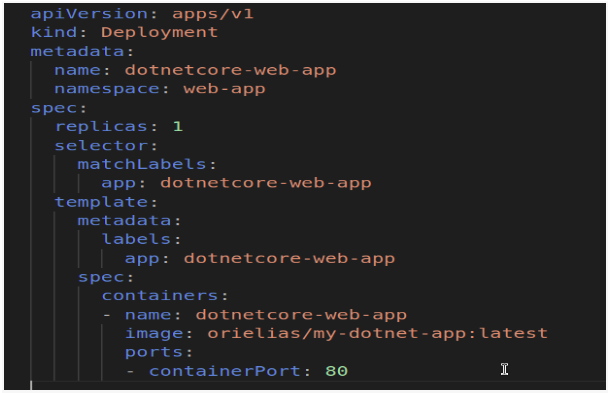 apiVersion: apps/v1
kind: Deployment
metadata:
  name: dotnetcore-web-app
  namespace: web-app
spec:
  replicas: 1
  selector:
    matchLabels:
      app: dotnetcore-web-app
  template:
    metadata:
      labels:
        app: dotnetcore-web-app
    spec:
      containers:
      - name: dotnetcore-web-app
        image: orielias/my-dotnet-app:latest
        ports:
        - containerPort: 80